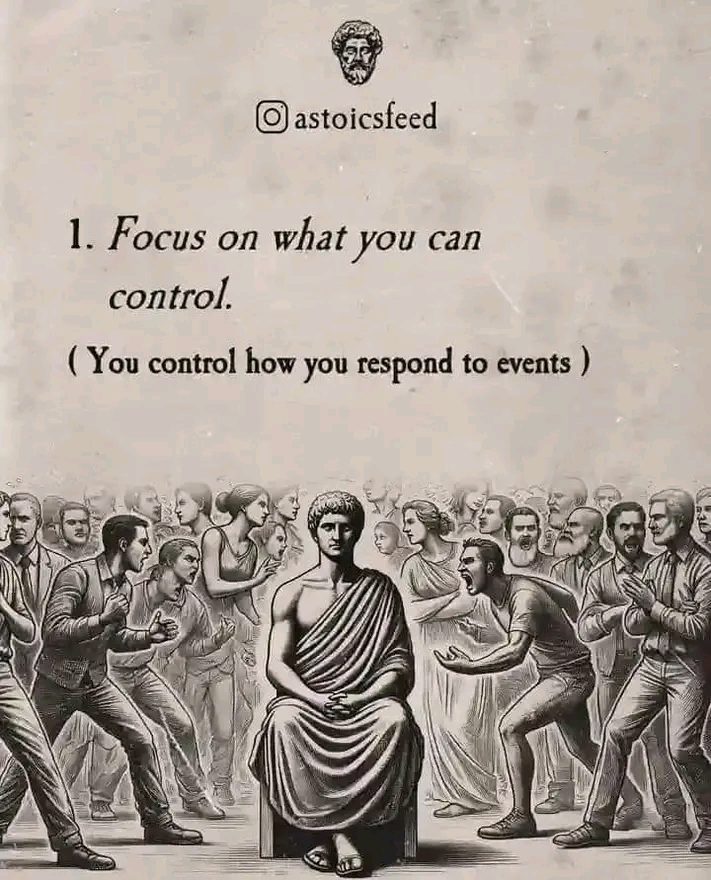 astoicsfeed
1. Focus on what you can
control.
( You control how you respond to events )